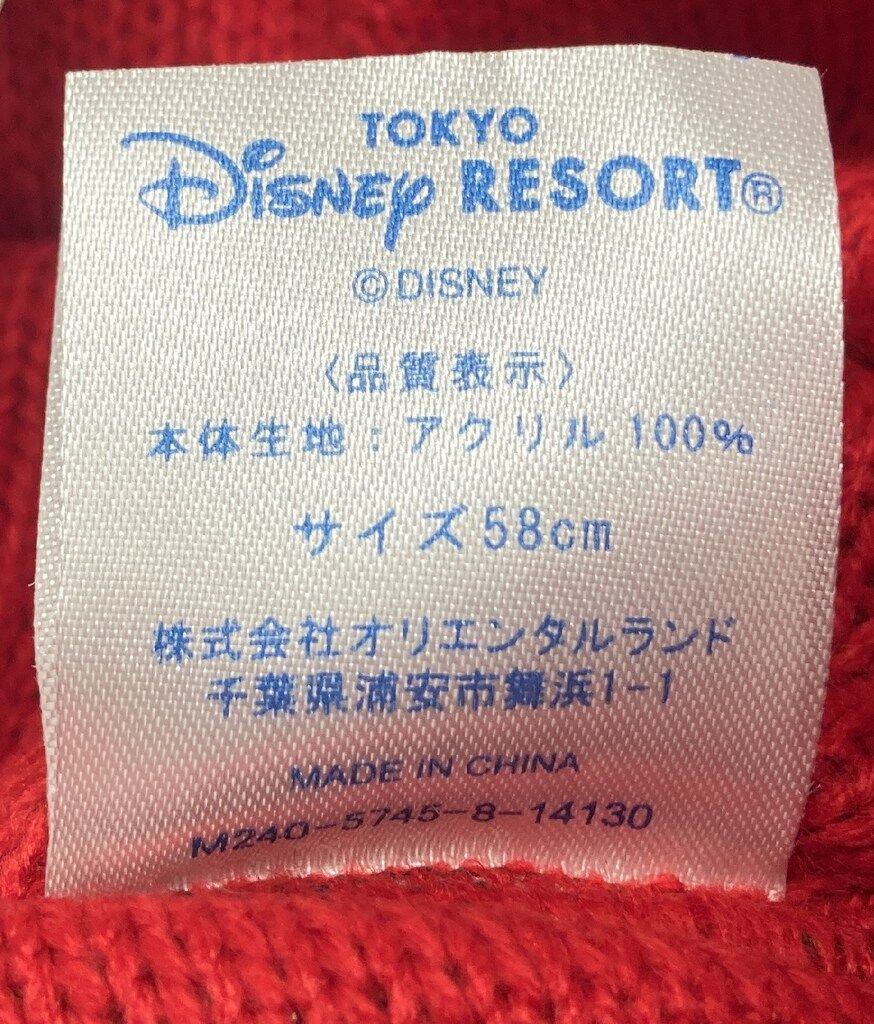 TOKYO
Disney RESORT®
©DISNEY
〈品質表示〉
本体生地：アクリル 100%
サイズ58cm
株式会社オリエンタルランド
千葉県浦安市舞浜1-1
MADE IN CHINA
M240-5745-8-14130